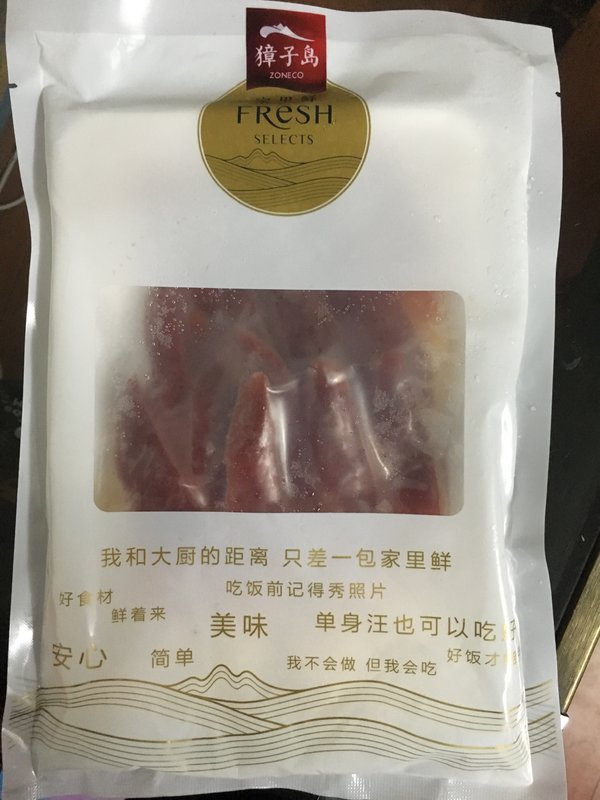 獐子岛
ZONECO
FReSH
SELECTS
我和大厨的距离 只差一包家里鲜
吃饭前记得秀照片
好食材
鲜着来
美味
单身汪也可以吃
安心
简单
我不会做 但我会吃
好饭才